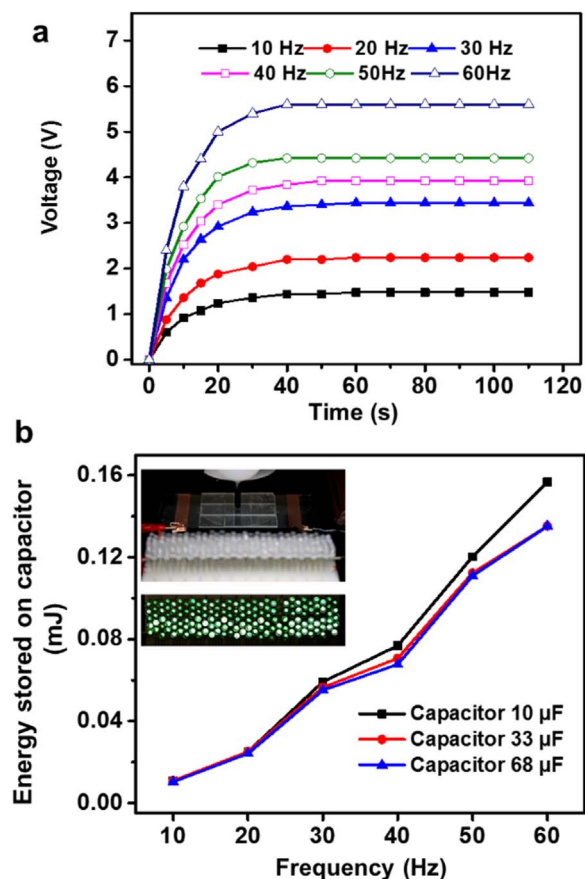 a
10 Hz 20 Hz 30 Hz
40 Hz 50Hz 60Hz
7
6
5
4
3
2
1
0
Voltage (V)
0 20 40 60 80 100 120
Time (s)
b
0.16
0.12
0.08
0.04
0.00
Energy stored on capacitor
(mJ)
Capacitor 10 µF
Capacitor 33 µF
Capacitor 68 µF
10 20 30 40 50 60
Frequency (Hz)